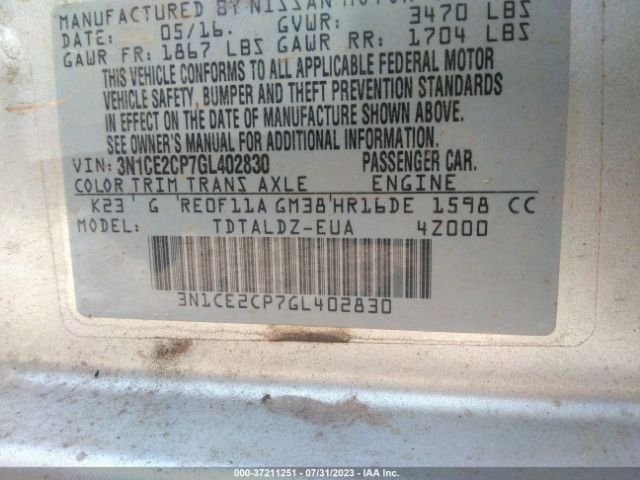 MANUFACTURED BY NISSAN MOTOR
DATE: 05/16. GVWR: 3470 LBS
GAWR FR: 1867 LBS GAWR RR: 1704 LBS
THIS VEHICLE CONFORMS TO ALL APPLICABLE FEDERAL MOTOR
VEHICLE SAFETY, BUMPER AND THEFT PREVENTION STANDARDS
IN EFFECT ON THE DATE OF MANUFACTURE SHOWN ABOVE.
SEE OWNER'S MANUAL FOR ADDITIONAL INFORMATION.
VIN: 3N1CE2CP7GL402830 PASSENGER CAR.
COLOR TRIM TRANS AXLE ENGINE
K23 G RE0F11A GM38 HR16DE 1598 CC
MODEL: TDTALDZ-EUA 4Z000
3N1CE2CP7GL402830
000-37211251 | 07/31/2023 | © IAA Inc.